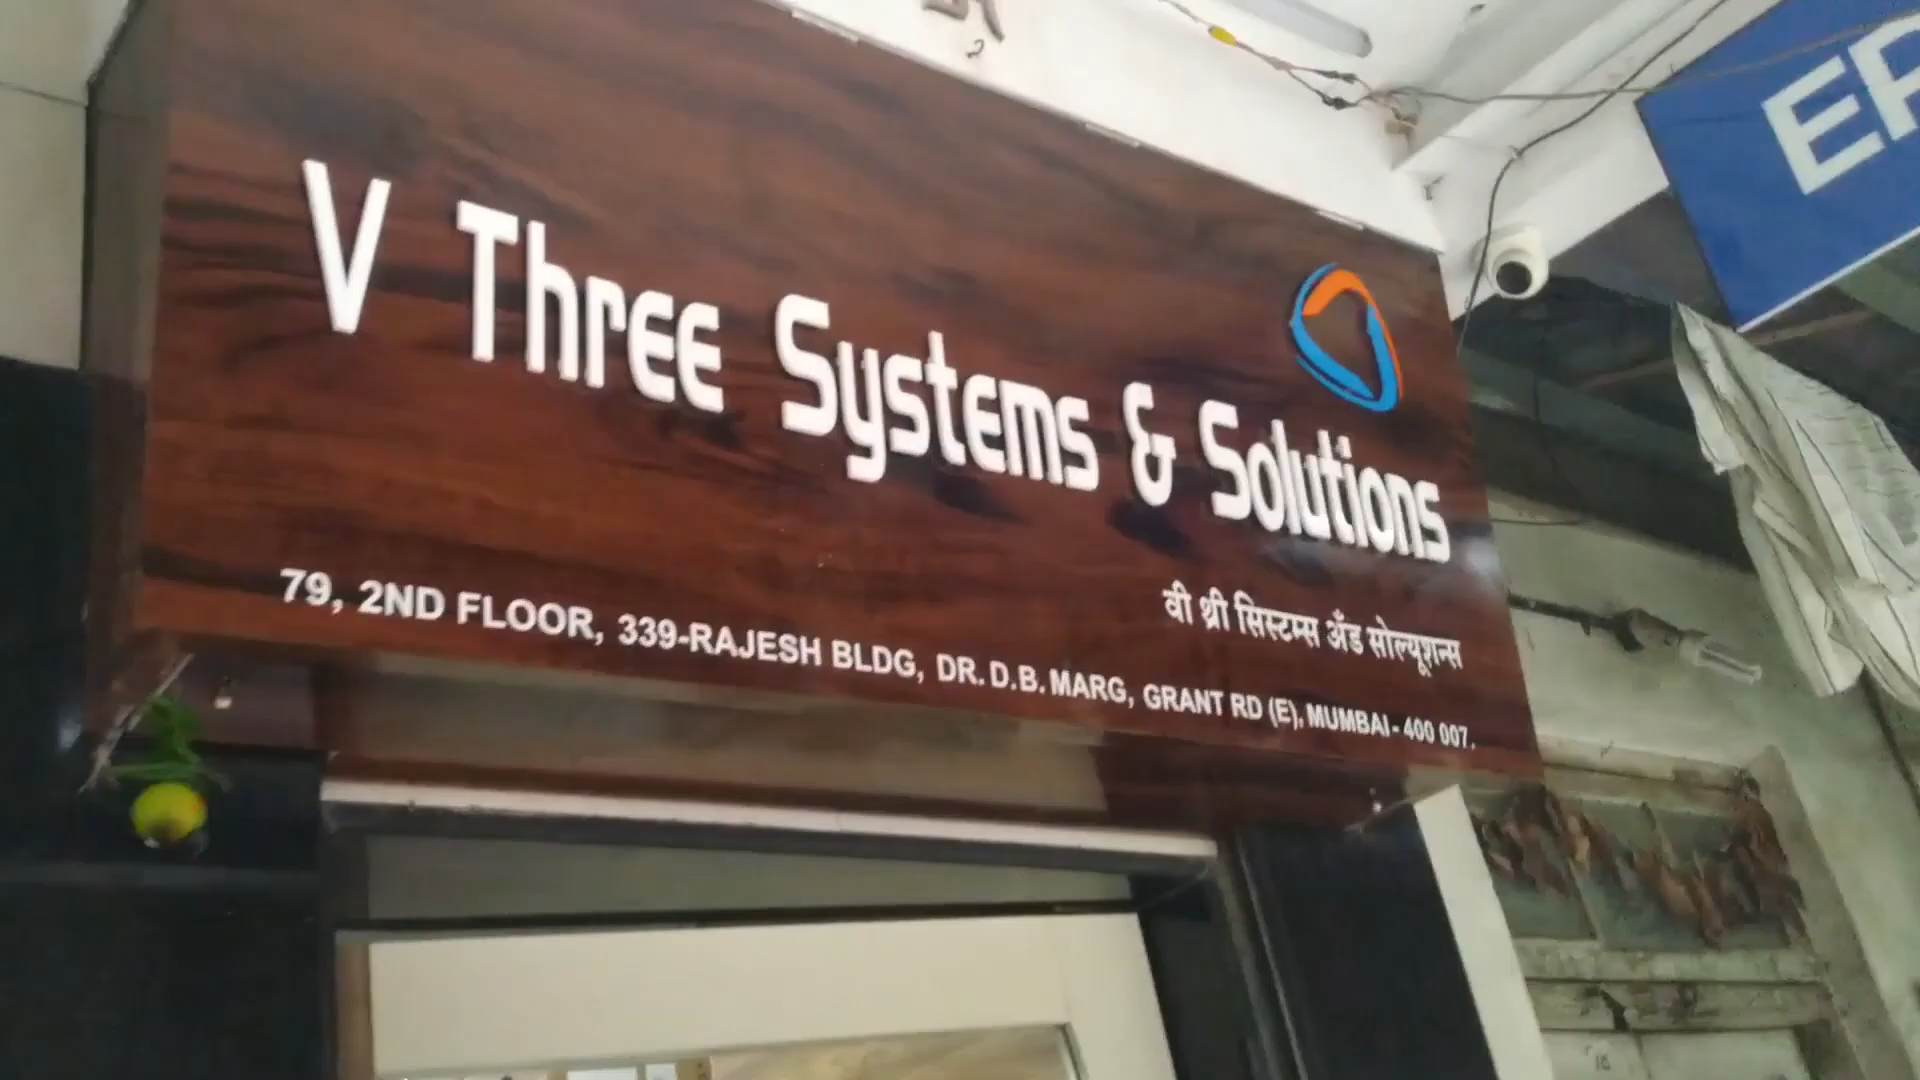 V Three Systems & Solutions
वी श्री सिस्टम्स अँड सोल्यूशन्स
79, 2ND FLOOR, 339-RAJESH BLDG, DR. D.B. MARG, GRANT RD (E), MUMBAI - 400 007.